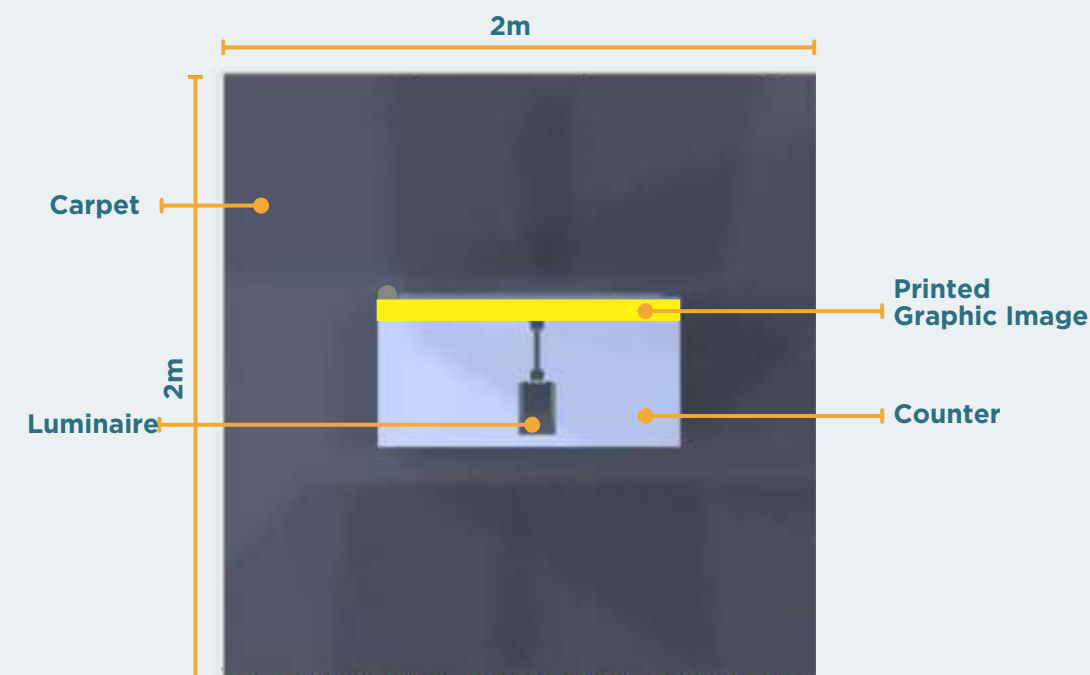 2m
Carpet
Printed
Graphic Image
2m
Counter
Luminaire